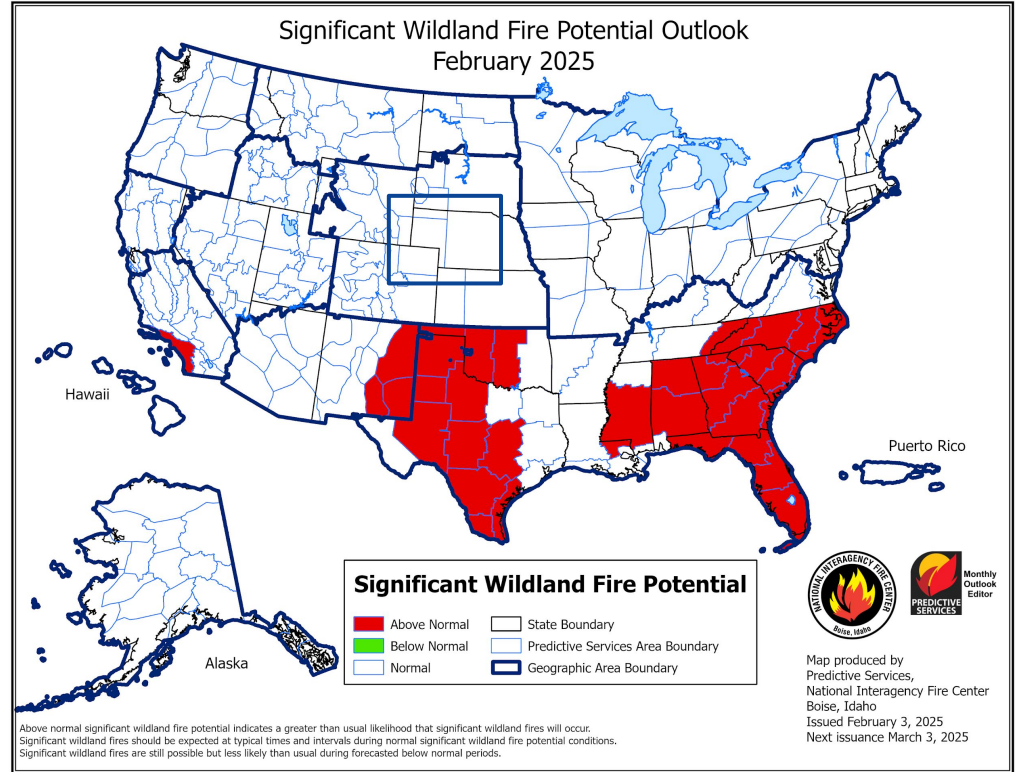 Significant Wildland Fire Potential Outlook
February 2025
Hawaii
Puerto Rico
Alaska
Significant Wildland Fire Potential
Above Normal
Below Normal
Normal
State Boundary
Predictive Services Area Boundary
Geographic Area Boundary
NATIONAL INTERAGENCY FIRE CENTER
Boise, Idaho
PREDICTIVE
SERVICES
Monthly
Outlook
Editor
Map produced by
Predictive Services,
National Interagency Fire Center
Boise, Idaho
Issued February 3, 2025
Next issuance March 3, 2025
Above normal significant wildland fire potential indicates a greater than usual likelihood that significant wildland fires will occur.
Significant wildland fires should be expected at typical times and intervals during normal significant wildland fire potential conditions.
Significant wildland fires are still possible but less likely than usual during forecasted below normal periods.